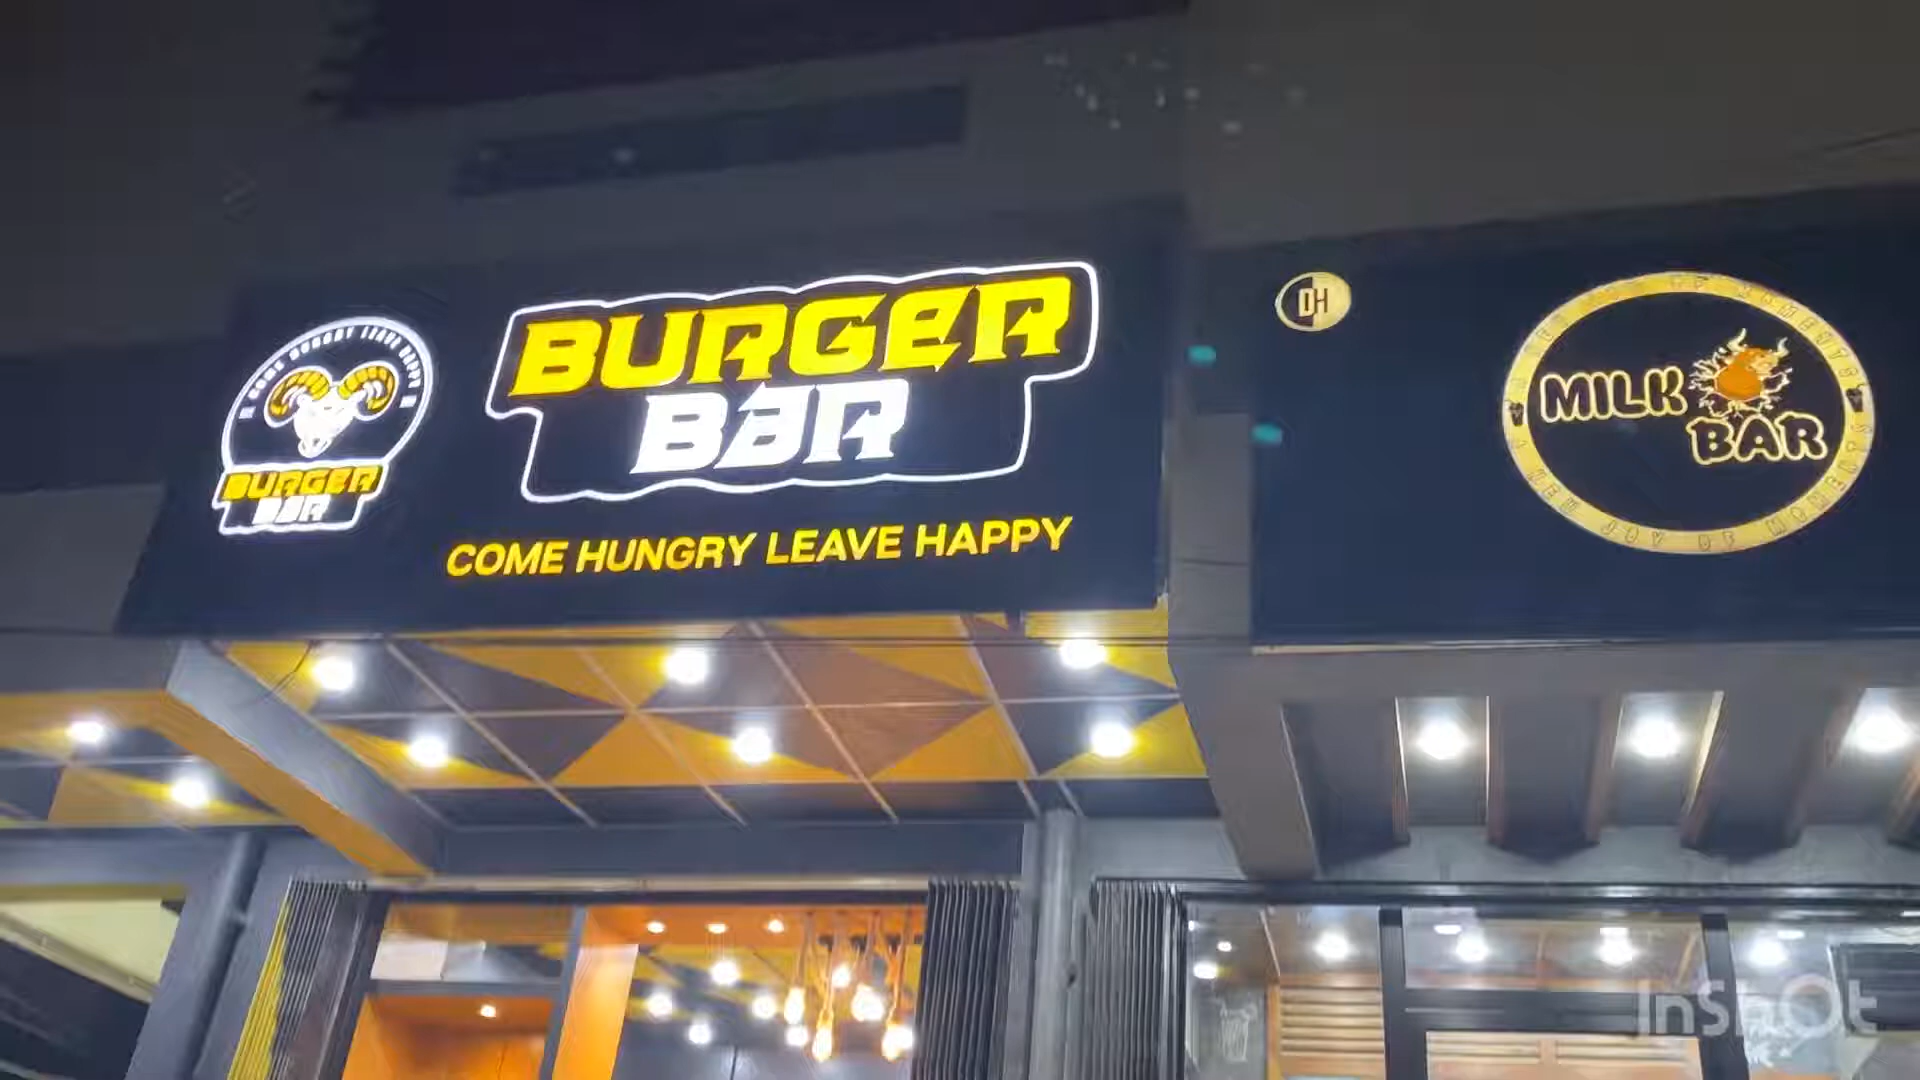 COME HUNGRY LEAVE HAPPY
BURGER
BAR
BURGER
BAR
COME HUNGRY LEAVE HAPPY
DH
MILK
BAR
InShOt